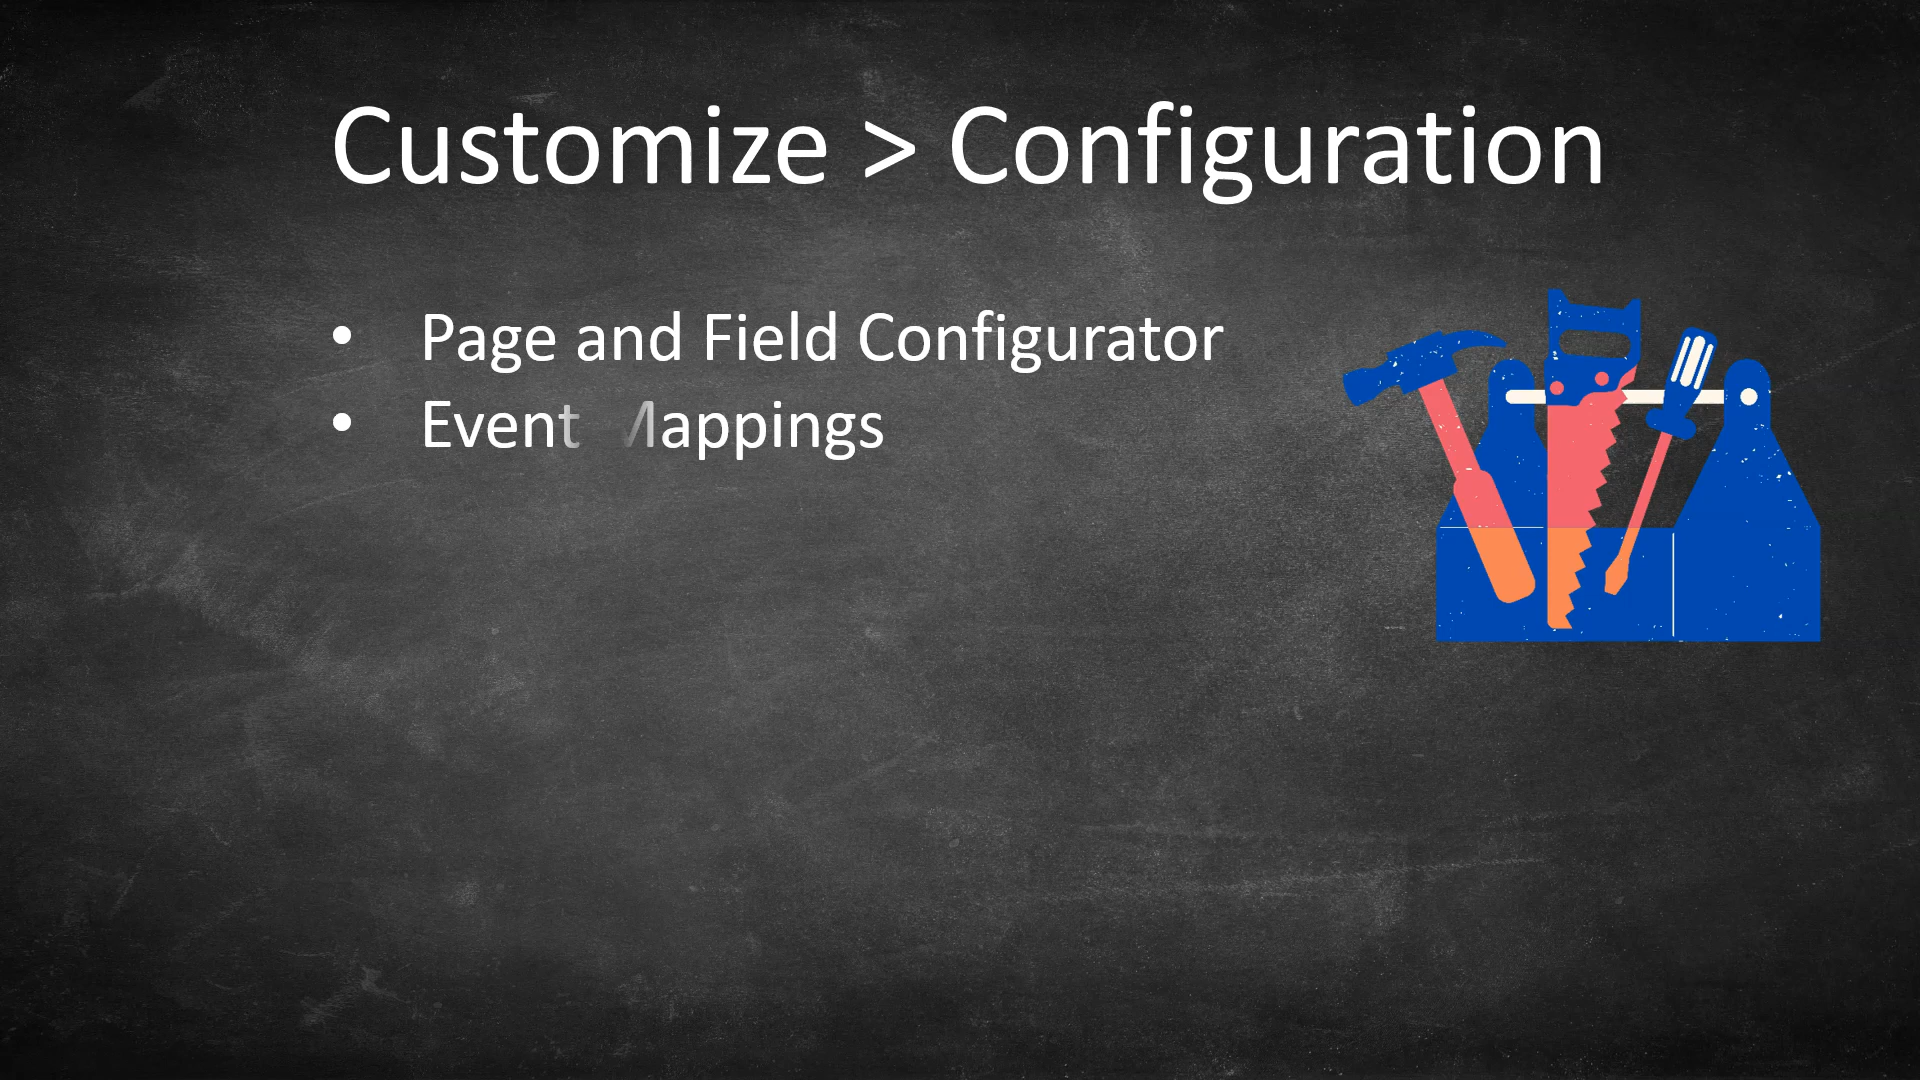 Customize > Configuration
• Page and Field Configurator
• Event Mappings